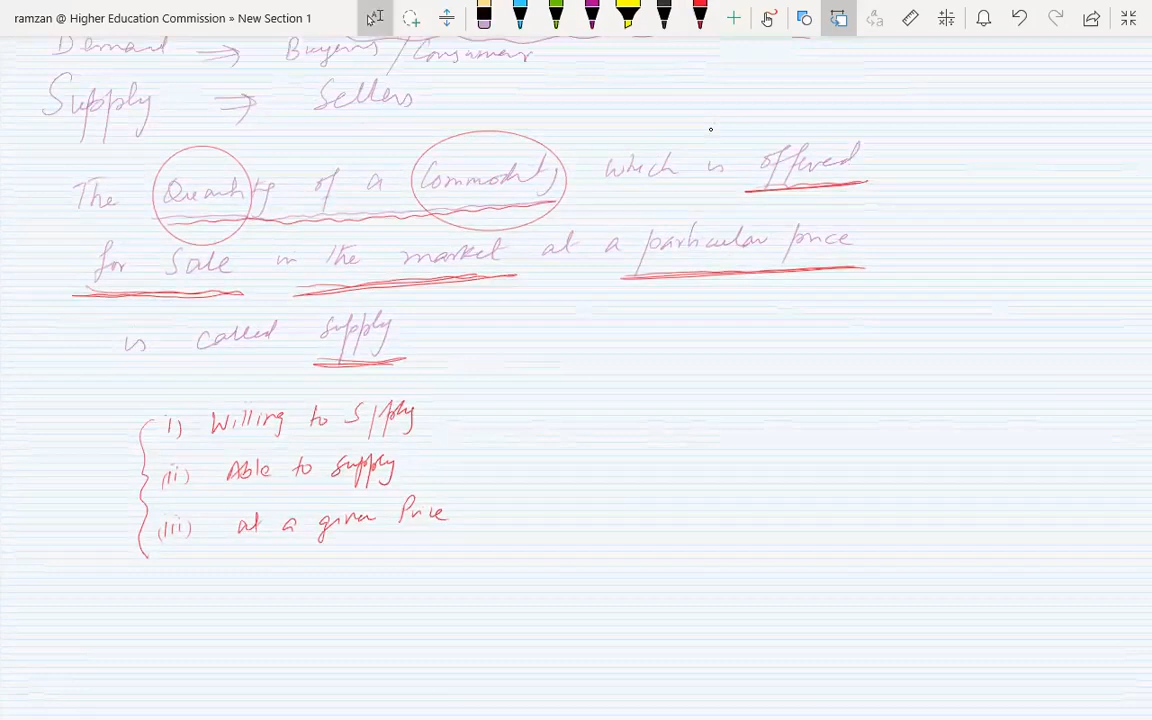 ramzan @ Higher Education Commission » New Section 1
Demand → Buyers / Consumers
Supply → Sellers
The Quantity of a Commodity which is offered
for Sale in the market at a particular price
is called supply
i) Willing to Spply
(ii) Able to supply
(iii) at a given Price